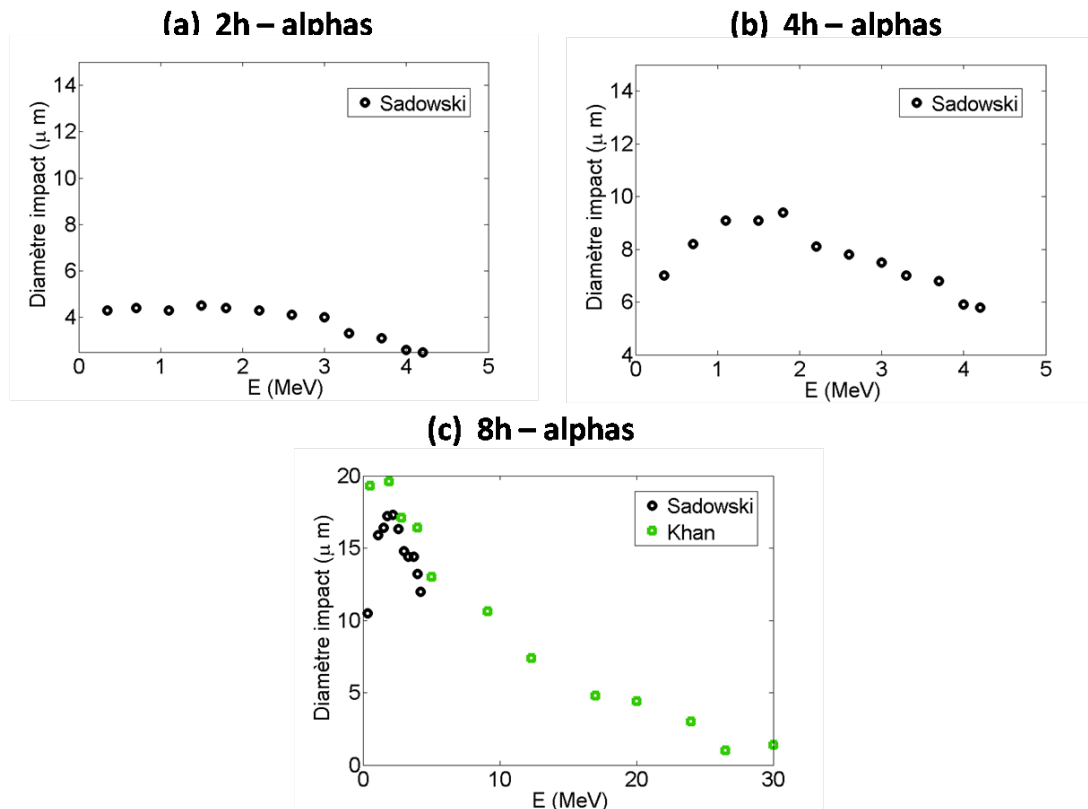 (a) 2h – alphas
14
12
10
8
6
4
0
1
2
3
4
5
Diamètre impact (μ m)
E (MeV)
Sadowski
(b) 4h – alphas
14
12
10
8
6
4
0
1
2
3
4
5
Diamètre impact (μ m)
E (MeV)
Sadowski
(c) 8h – alphas
20
15
10
5
0
0
10
20
30
Diamètre impact (μ m)
E (MeV)
Sadowski
Khan